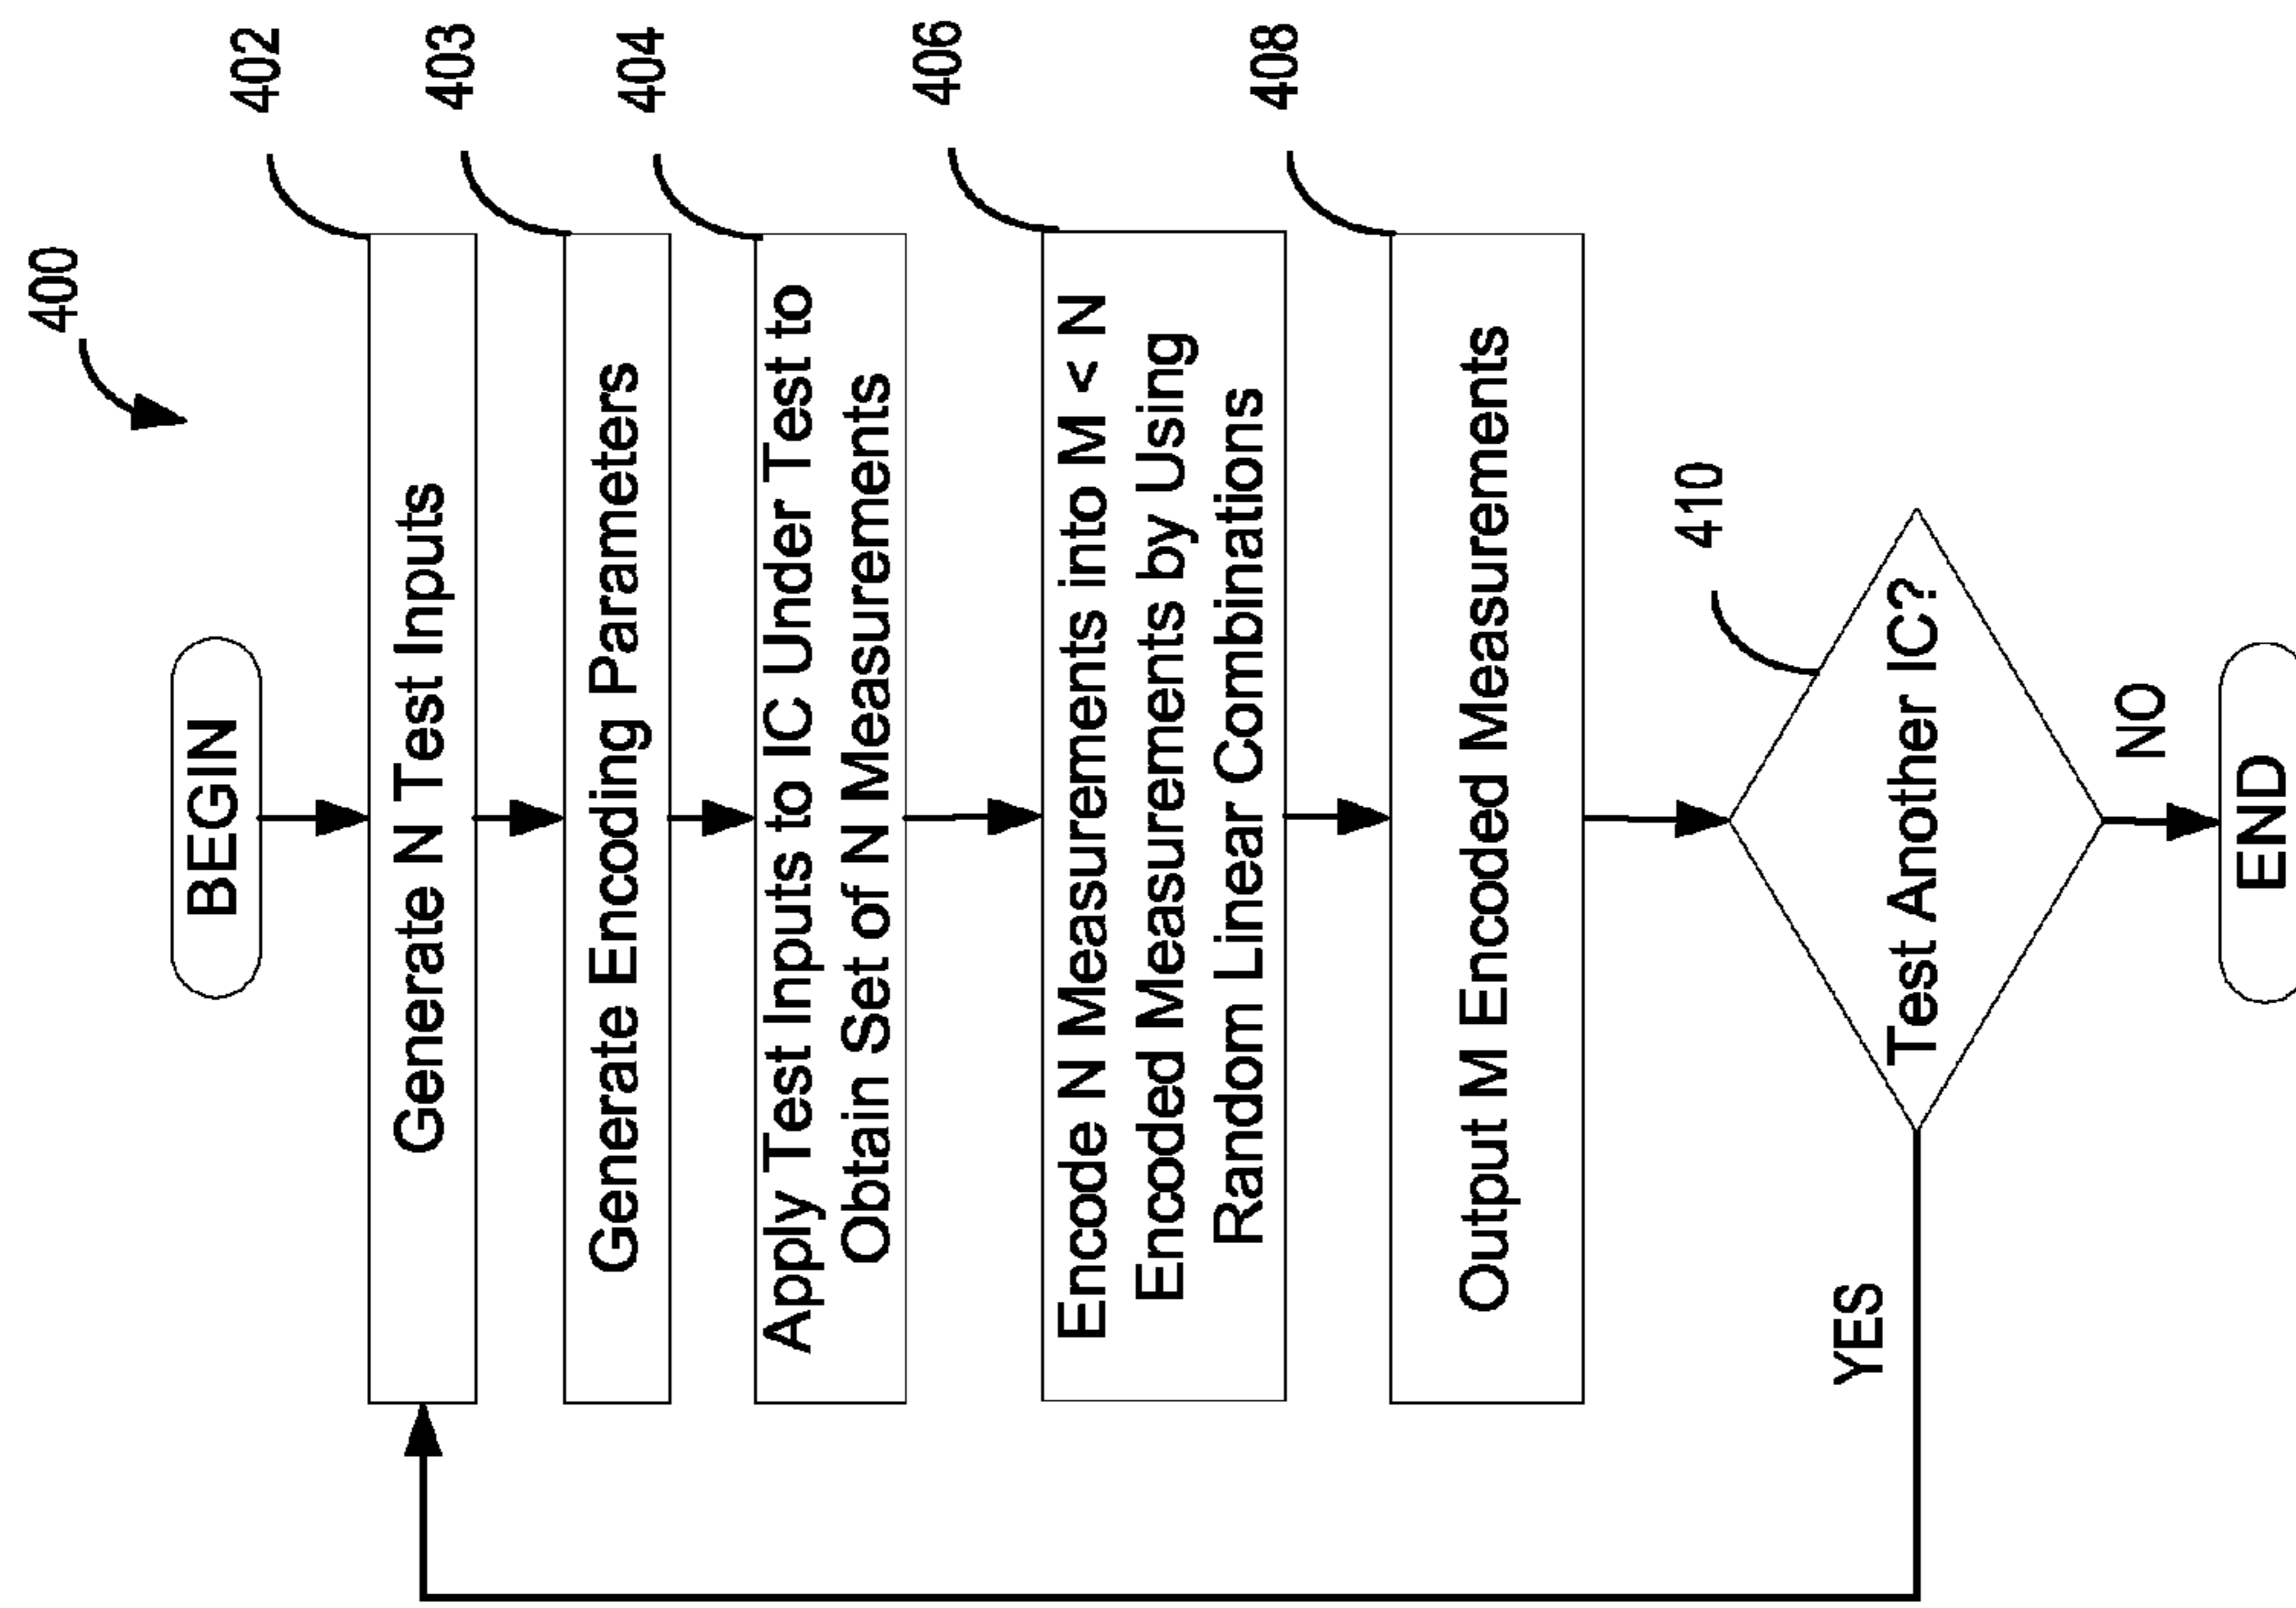 400
BEGIN
402
Generate N Test Inputs
403
Generate Encoding Parameters
404
Apply Test Inputs to IC Under Test to
Obtain Set of N Measurements
406
Encode N Measurements into M < N
Encoded Measurements by Using
Random Linear Combinations
408
Output M Encoded Measurements
410
Test Another IC?
YES
NO
END